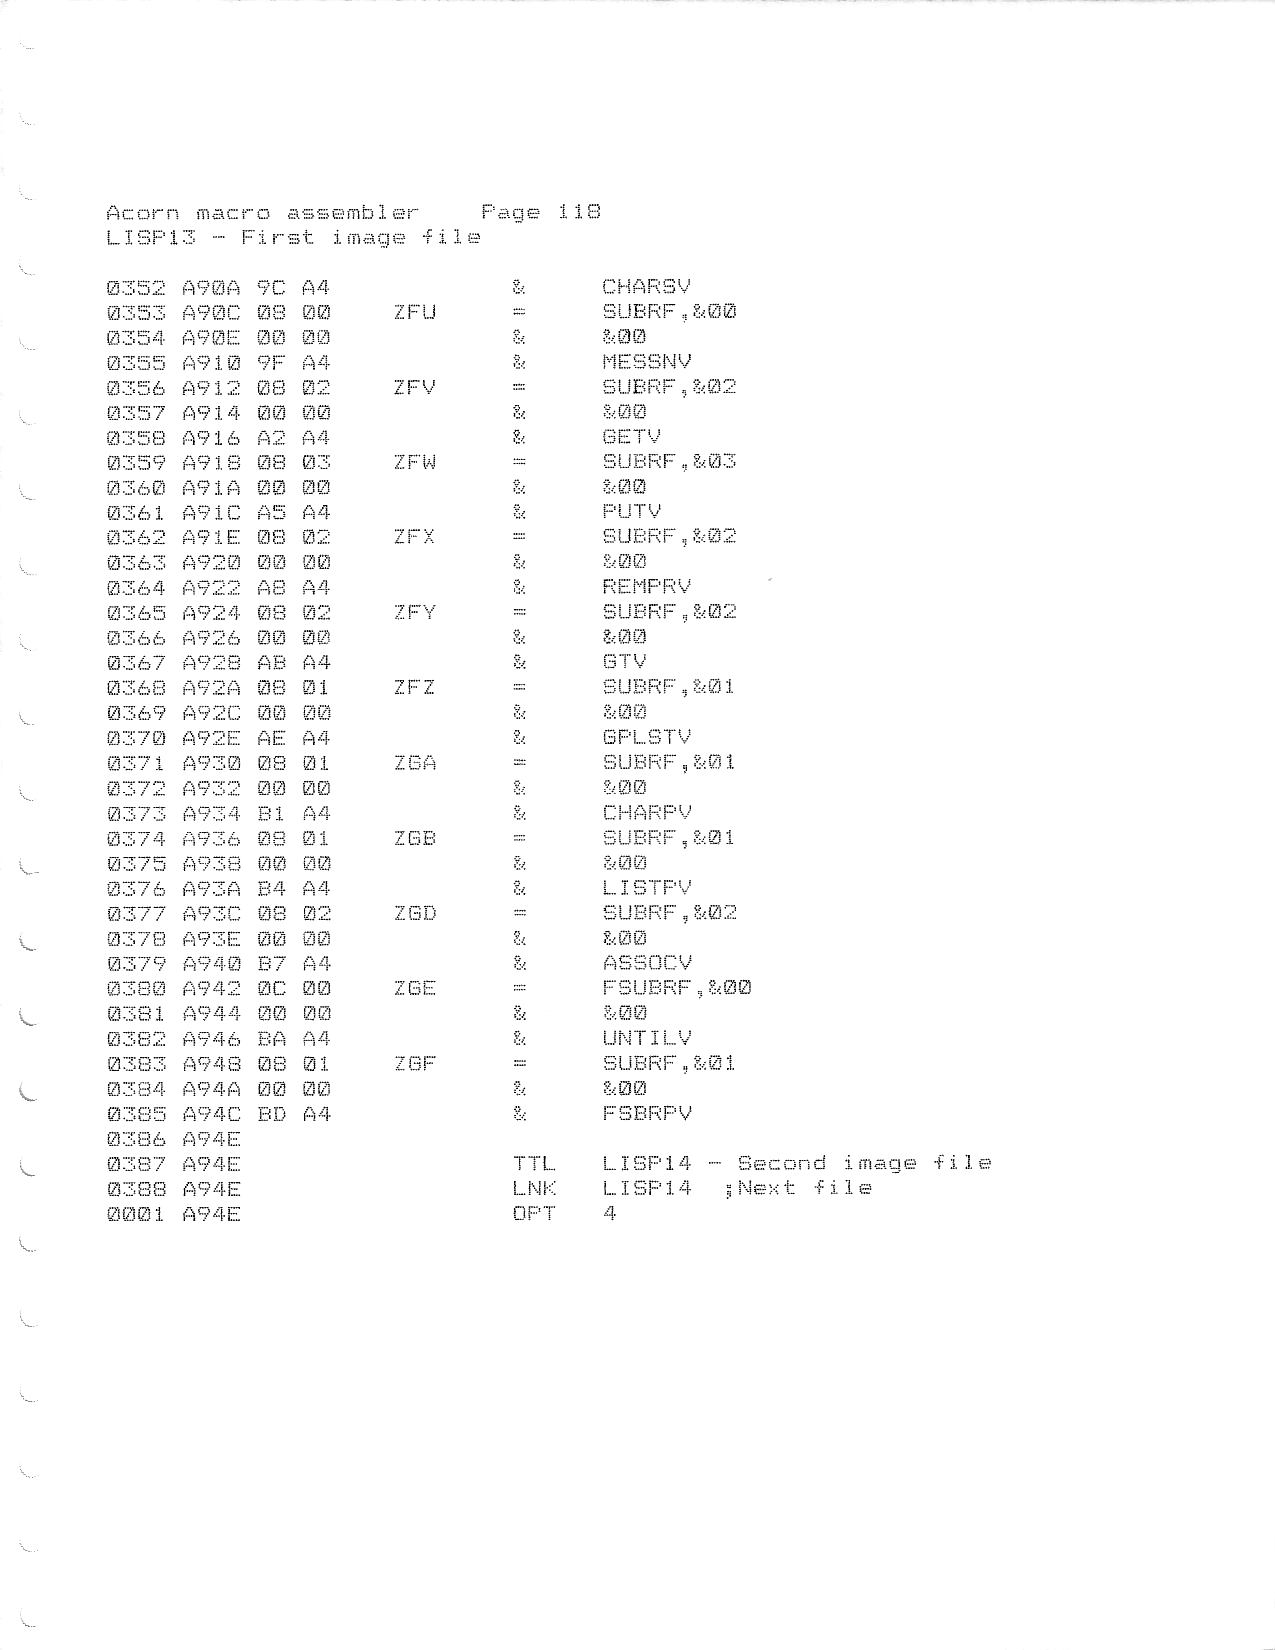 Acorn macro assembler    Page 118
LISP13 - First image file
0352 A90A 9C A4            &     CHARSV
0353 A90C 08 00    ZFU     =     SUBRF,&00
0354 A90E 00 00            &     &00
0355 A910 9F A4            &     MESSNV
0356 A912 08 02    ZFV     =     SUBRF,&02
0357 A914 00 00            &     &00
0358 A916 A2 A4            &     GETV
0359 A918 08 03    ZFW     =     SUBRF,&03
0360 A91A 00 00            &     &00
0361 A91C A5 A4            &     PUTV
0362 A91E 08 02    ZFX     =     SUBRF,&02
0363 A920 00 00            &     &00
0364 A922 A8 A4            &     REMPRV
0365 A924 08 02    ZFY     =     SUBRF,&02
0366 A926 00 00            &     &00
0367 A928 AB A4            &     GTV
0368 A92A 08 01    ZFZ     =     SUBRF,&01
0369 A92C 00 00            &     &00
0370 A92E AE A4            &     GPLSTV
0371 A930 08 01    ZGA     =     SUBRF,&01
0372 A932 00 00            &     &00
0373 A934 B1 A4            &     CHARPV
0374 A936 08 01    ZGB     =     SUBRF,&01
0375 A938 00 00            &     &00
0376 A93A B4 A4            &     LISTPV
0377 A93C 08 02    ZGD     =     SUBRF,&02
0378 A93E 00 00            &     &00
0379 A940 B7 A4            &     ASSOCV
0380 A942 0C 00    ZGE     =     FSUBRF,&00
0381 A944 00 00            &     &00
0382 A946 BA A4            &     UNTILV
0383 A948 08 01    ZGF     =     SUBRF,&01
0384 A94A 00 00            &     &00
0385 A94C BD A4            &     FSBRPV
0386 A94E
0387 A94E                  TTL   LISP14 - Second image file
0388 A94E                  LNK   LISP14  ;Next file
0001 A94E                  OPT   4